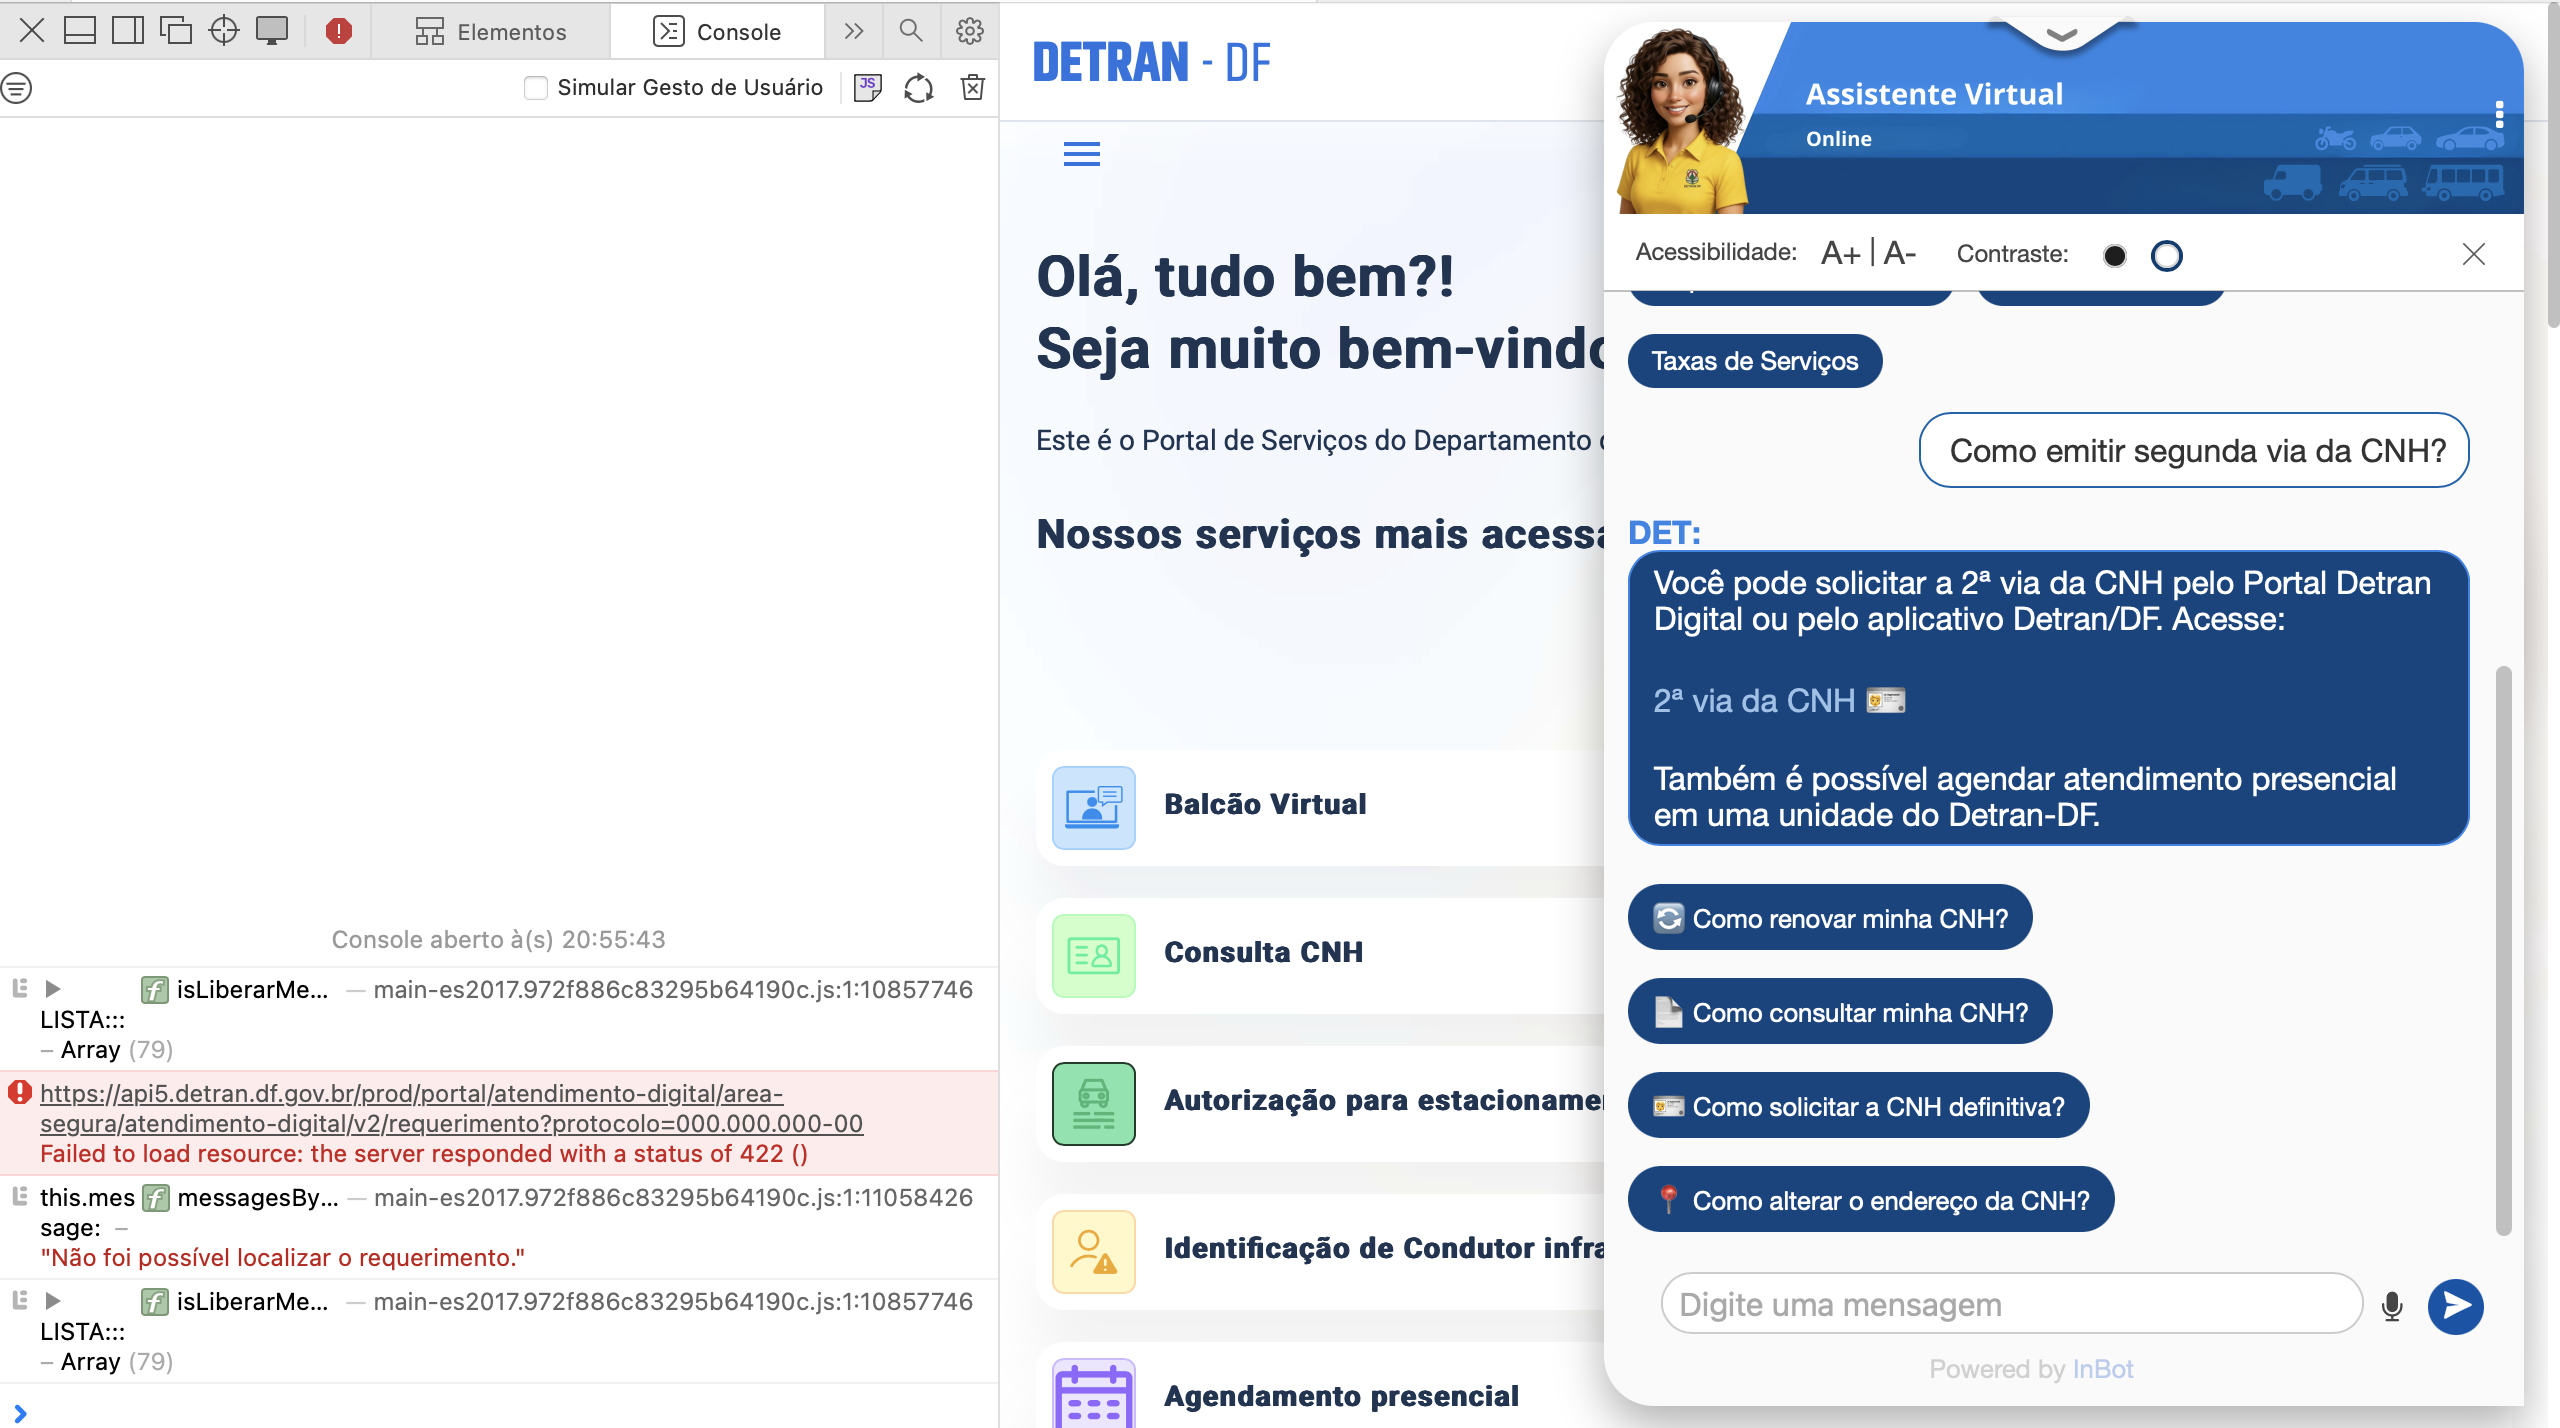 Elementos
Console
Simular Gesto de Usuário
JS
Console aberto à(s) 20:55:43
isLiberarMe... — main-es2017.972f886c83295b64190c.js:1:10857746
LISTA:::
– Array (79)
https://api5.detran.df.gov.br/prod/portal/atendimento-digital/area-
segura/atendimento-digital/v2/requerimento?protocolo=000.000.000-00
Failed to load resource: the server responded with a status of 422 ()
this.mes f messagesBy... — main-es2017.972f886c83295b64190c.js:1:11058426
sage: –
"Não foi possível localizar o requerimento."
isLiberarMe... — main-es2017.972f886c83295b64190c.js:1:10857746
LISTA:::
– Array (79)
DETRAN - DF
Olá, tudo bem?!
Seja muito bem-vindo
Este é o Portal de Serviços do Departamento
Nossos serviços mais acessa
Balcão Virtual
Consulta CNH
Autorização para estacioname
Identificação de Condutor infra
Agendamento presencial
Assistente Virtual
Online
Acessibilidade: A+ | A- Contraste:
Taxas de Serviços
Como emitir segunda via da CNH?
DET:
Você pode solicitar a 2ª via da CNH pelo Portal Detran
Digital ou pelo aplicativo Detran/DF. Acesse:
2ª via da CNH 🪪
Também é possível agendar atendimento presencial
em uma unidade do Detran-DF.
🔄 Como renovar minha CNH?
📄 Como consultar minha CNH?
🪪 Como solicitar a CNH definitiva?
📍 Como alterar o endereço da CNH?
Digite uma mensagem
Powered by InBot